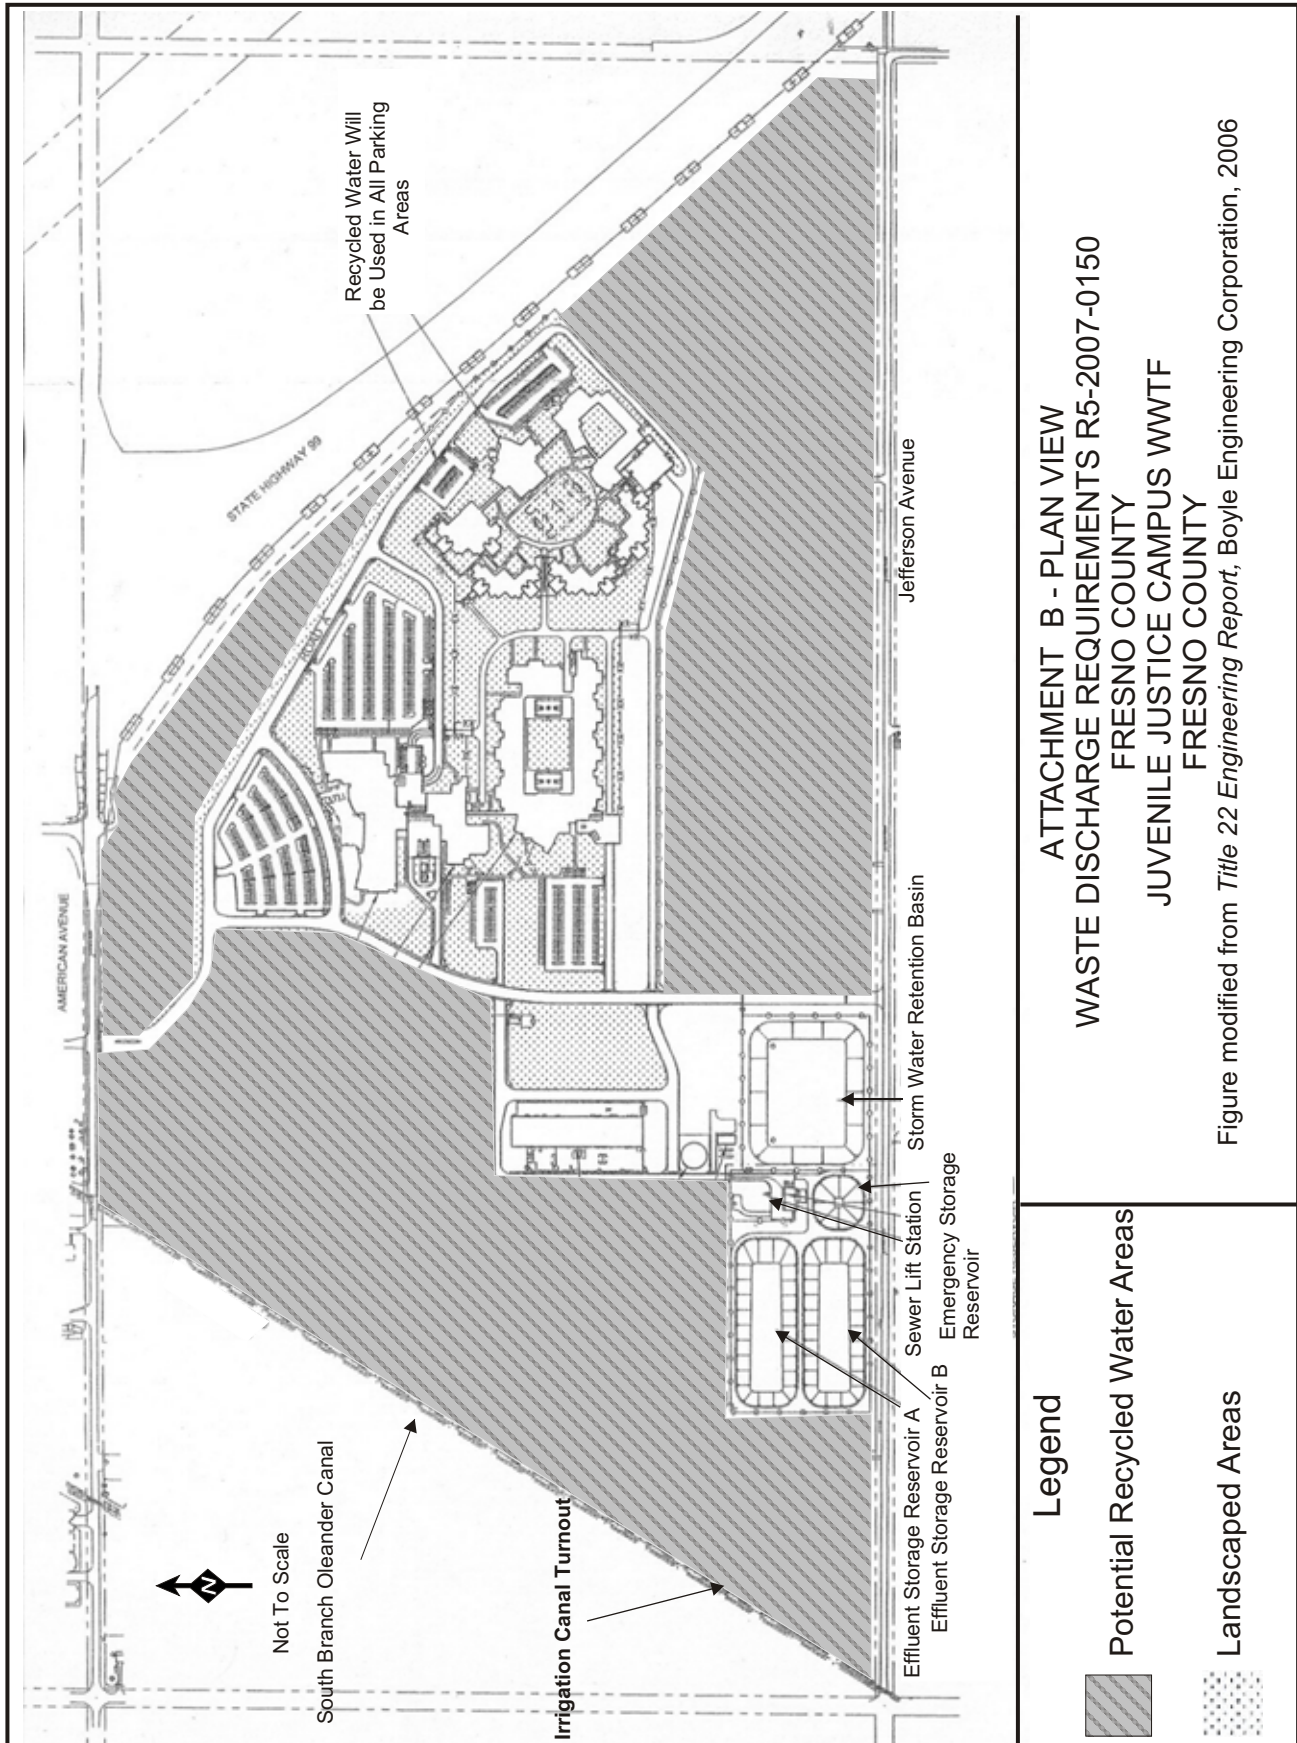 AMERICAN AVENUE
STATE HIGHWAY 99
Recycled Water Will
be Used in All Parking
Areas
ROAD A
Not To Scale
N
South Branch Oleander Canal
Irrigation Canal Turnout
Effluent Storage Reservoir A
Effluent Storage Reservoir B
Sewer Lift Station
Emergency Storage
Reservoir
Storm Water Retention Basin
Jefferson Avenue
Legend
Potential Recycled Water Areas
Landscaped Areas
ATTACHMENT B - PLAN VIEW
WASTE DISCHARGE REQUIREMENTS R5-2007-0150
FRESNO COUNTY
JUVENILE JUSTICE CAMPUS WWTF
FRESNO COUNTY
Figure modified from Title 22 Engineering Report, Boyle Engineering Corporation, 2006